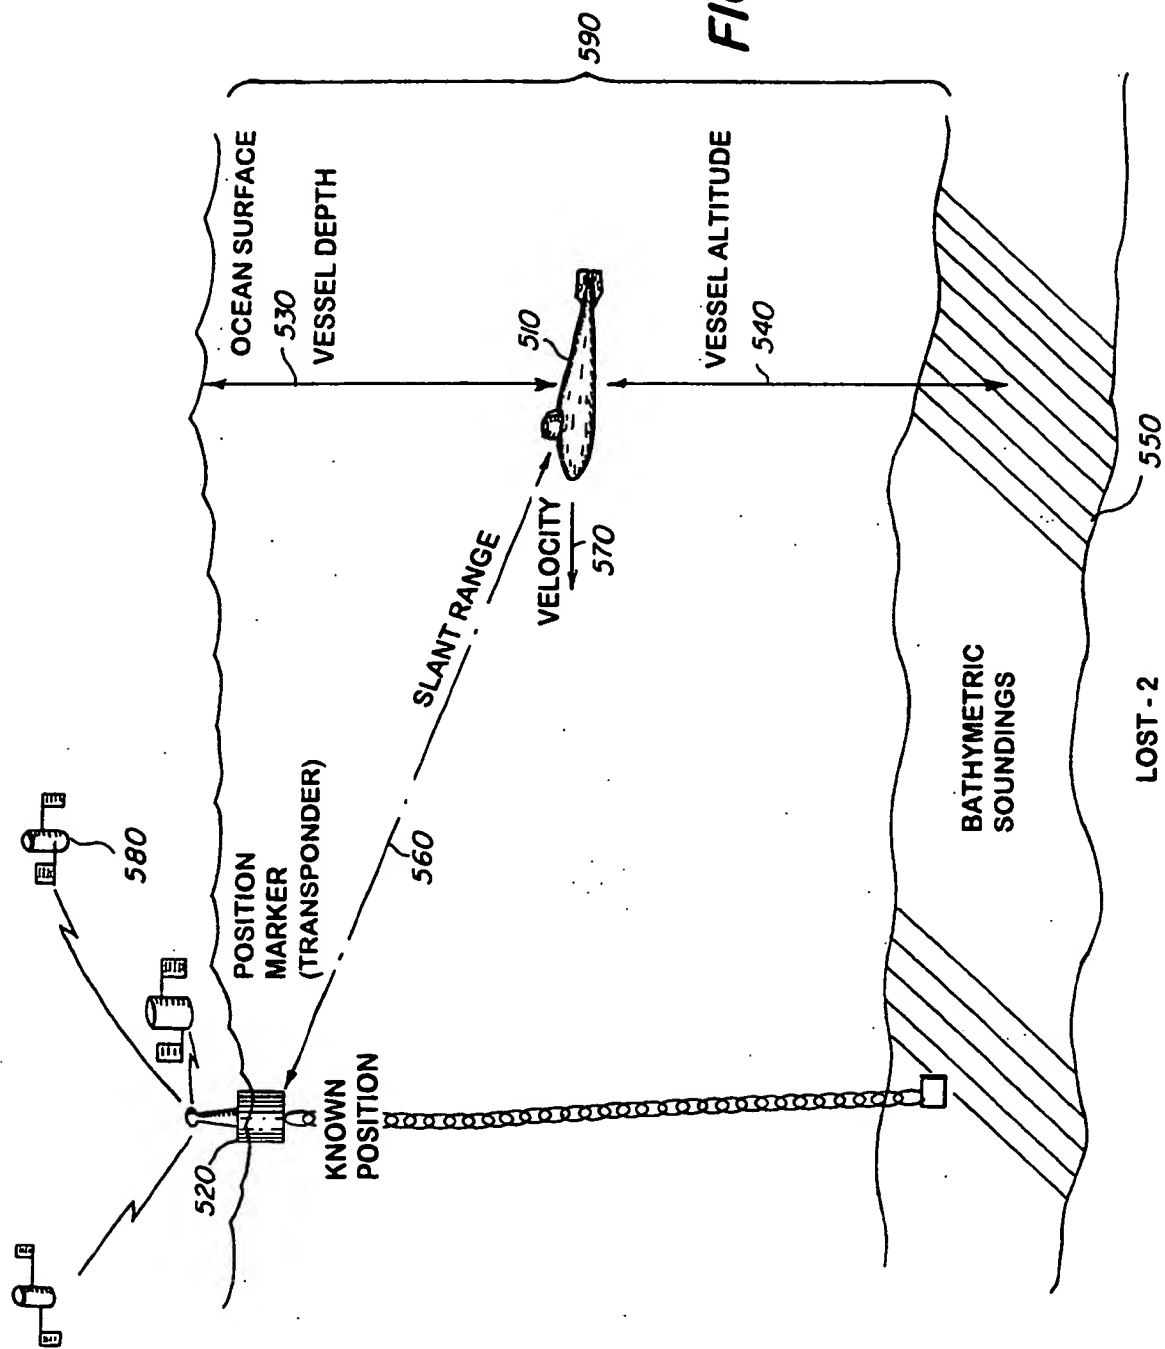 580
520
POSITION
MARKER
(TRANSPONDER)
OCEAN SURFACE
530
VESSEL DEPTH
KNOWN
POSITION
SLANT RANGE
560
510
VELOCITY
570
590
VESSEL ALTITUDE
540
BATHYMETRIC
SOUNDINGS
550
LOST - 2